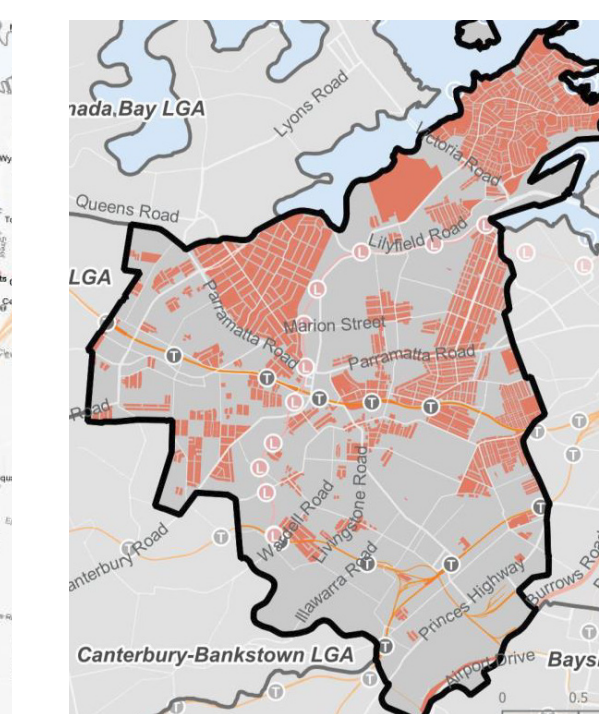 nada Bay LGA
Lyons Road
Victoria Road
Queens Road
Lilyfield Road
LGA
Parramatta Road
Marion Street
Parramatta Road
Road
T
L
Wardell Road
Livingstone Road
Canterbury Road
Illawarra Road
Princes Highway
Burrows Road
Canterbury-Bankstown LGA
Airport Drive
Baysi
0
0.5